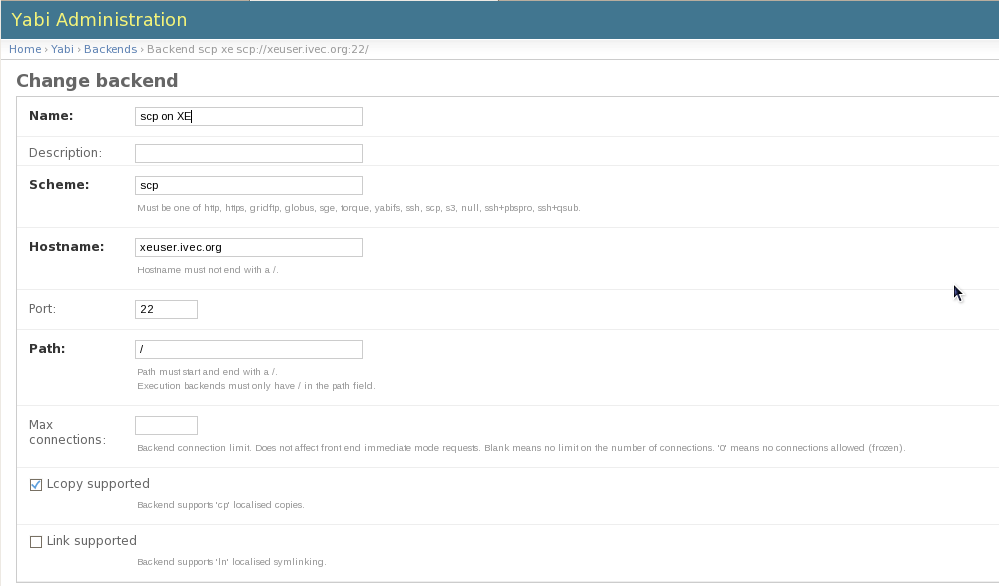 Yabi Administration
Home › Yabi › Backends › Backend scp xe scp://xeuser.ivec.org:22/
Change backend
Name: scp on XE
Description:
Scheme: scp
Must be one of http, https, gridftp, globus, sge, torque, yabifs, ssh, scp, s3, null, ssh+pbspro, ssh+qsub.
Hostname: xeuser.ivec.org
Hostname must not end with a /.
Port: 22
Path: /
Path must start and end with a /.
Execution backends must only have / in the path field.
Max
connections:
Backend connection limit. Does not affect front end immediate mode requests. Blank means no limit on the number of connections. '0' means no connections allowed (frozen).
Lcopy supported
Backend supports 'cp' localised copies.
Link supported
Backend supports 'ln' localised symlinking.